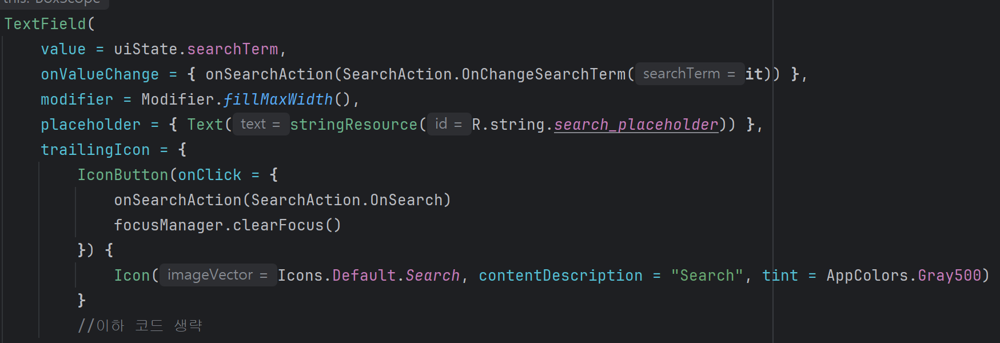 this: BoxScope
TextField(
value = uiState.searchTerm,
onValueChange = { onSearchAction(SearchAction.OnChangeSearchTerm( searchTerm = it)) },
modifier = Modifier.fillMaxWidth(),
placeholder = { Text( text = stringResource( id = R.string.search_placeholder)) },
trailingIcon = {
IconButton(onClick = {
onSearchAction(SearchAction.OnSearch)
focusManager.clearFocus()
}) {
Icon( imageVector = Icons.Default.Search, contentDescription = "Search", tint = AppColors.Gray500)
}
//이하 코드 생략